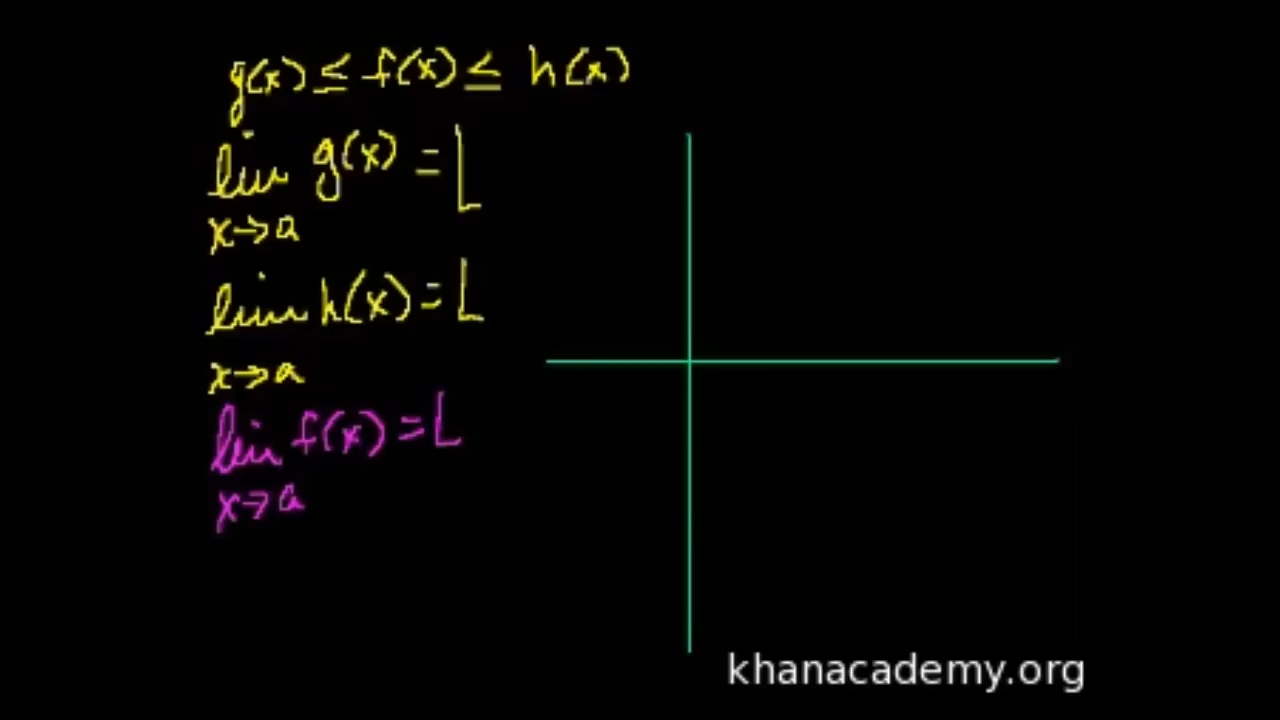 g(x) ≤ f(x) ≤ h(x)
lim g(x) = L
x→a
lim h(x) = L
x→a
lim f(x) = L
x→a
khanacademy.org